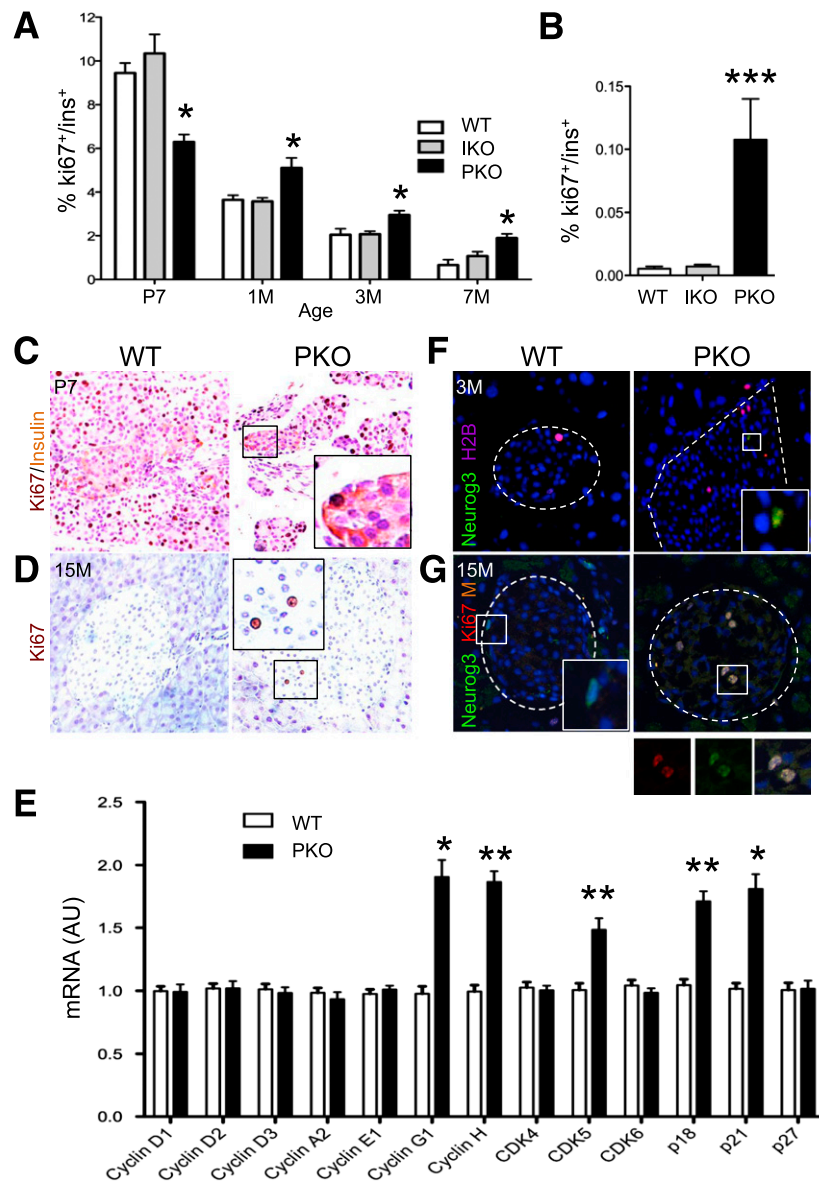 A
12
10
8
6
4
2
0
% ki67+/ins+
*
*
*
*
WT
IKO
PKO
P7
1M
3M
7M
Age
B
0.15
0.10
0.05
0.00
% ki67+/ins+
***
WT
IKO
PKO
C
WT
PKO
P7
Ki67/Insulin
D
15M
Ki67
F
WT
PKO
3M
Neurog3 H2B
G
15M
Neurog3 Ki67 M
E
2.5
2.0
1.5
1.0
0.5
0.0
mRNA (AU)
WT
PKO
*
**
**
**
*
Cyclin D1
Cyclin D2
Cyclin D3
Cyclin A2
Cyclin E1
Cyclin G1
Cyclin H
CDK4
CDK5
CDK6
p18
p21
p27